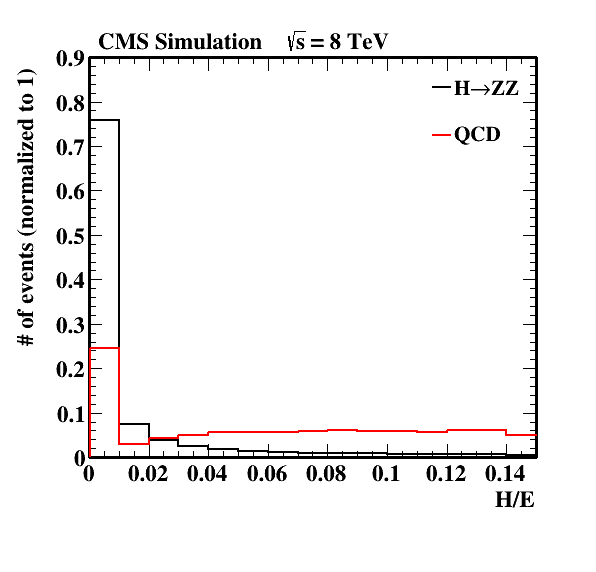 CMS Simulation √s = 8 TeV
# of events (normalized to 1)
0.9
0.8
0.7
0.6
0.5
0.4
0.3
0.2
0.1
0
H→ZZ
QCD
0 0.02 0.04 0.06 0.08 0.1 0.12 0.14
H/E